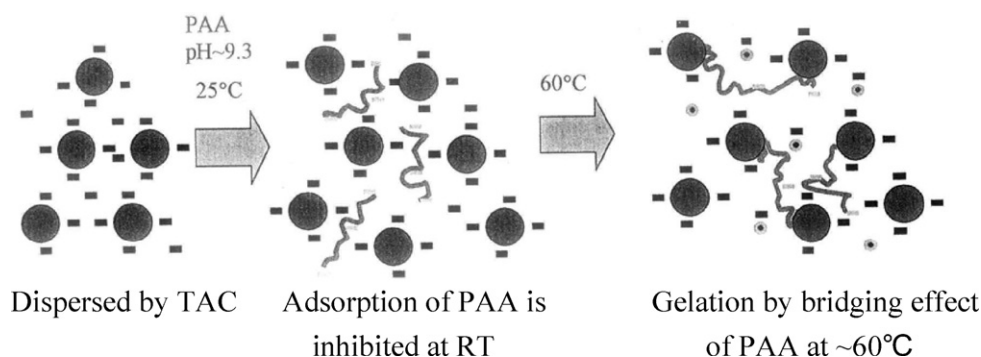 PAA
pH~9.3
25°C
60°C
Dispersed by TAC
Adsorption of PAA is
inhibited at RT
Gelation by bridging effect
of PAA at ~60℃